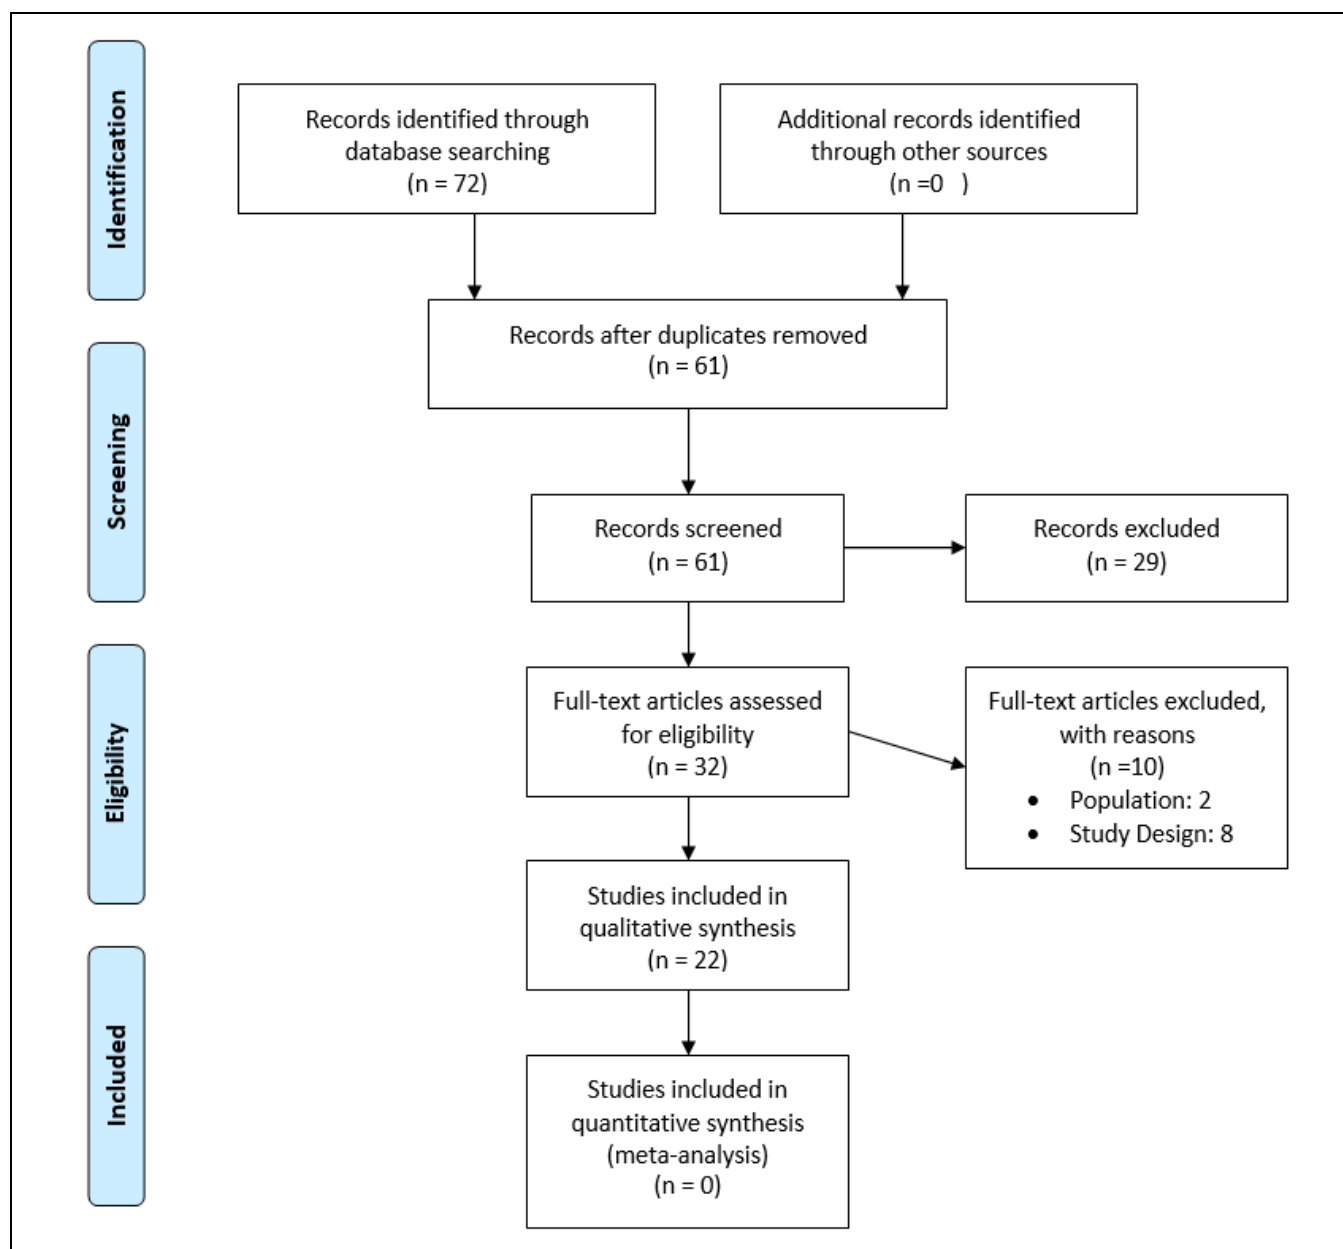 Identification
Records identified through
database searching
(n = 72)
Additional records identified
through other sources
(n =0   )
Records after duplicates removed
(n = 61)
Screening
Records screened
(n = 61)
Records excluded
(n = 29)
Eligibility
Full-text articles assessed
for eligibility
(n = 32)
Full-text articles excluded,
with reasons
(n =10)
• Population: 2
• Study Design: 8
Studies included in
qualitative synthesis
(n = 22)
Included
Studies included in
quantitative synthesis
(meta-analysis)
(n = 0)